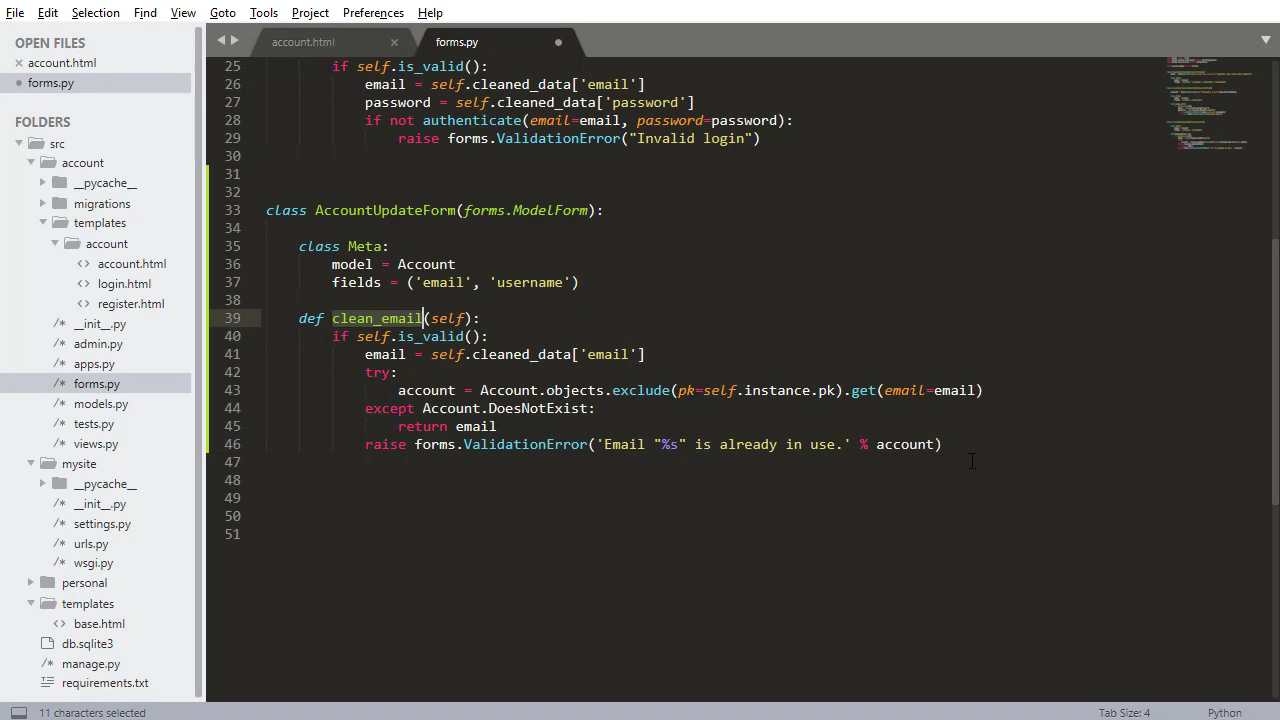 File Edit Selection Find View Goto Tools Project Preferences Help
OPEN FILES
account.html
forms.py
FOLDERS
src
account
__pycache__
migrations
templates
account
account.html
login.html
register.html
__init__.py
admin.py
apps.py
forms.py
models.py
tests.py
views.py
mysite
__pycache__
__init__.py
settings.py
urls.py
wsgi.py
personal
templates
base.html
db.sqlite3
manage.py
requirements.txt
account.html
forms.py
25 if self.is_valid():
26 email = self.cleaned_data['email']
27 password = self.cleaned_data['password']
28 if not authenticate(email=email, password=password):
29 raise forms.ValidationError("Invalid login")
30
31
32
33 class AccountUpdateForm(forms.ModelForm):
34
35 class Meta:
36 model = Account
37 fields = ('email', 'username')
38
39 def clean_email(self):
40 if self.is_valid():
41 email = self.cleaned_data['email']
42 try:
43 account = Account.objects.exclude(pk=self.instance.pk).get(email=email)
44 except Account.DoesNotExist:
45 return email
46 raise forms.ValidationError('Email "%s" is already in use.' % account)
47
48
49
50
51
11 characters selected
Tab Size: 4
Python